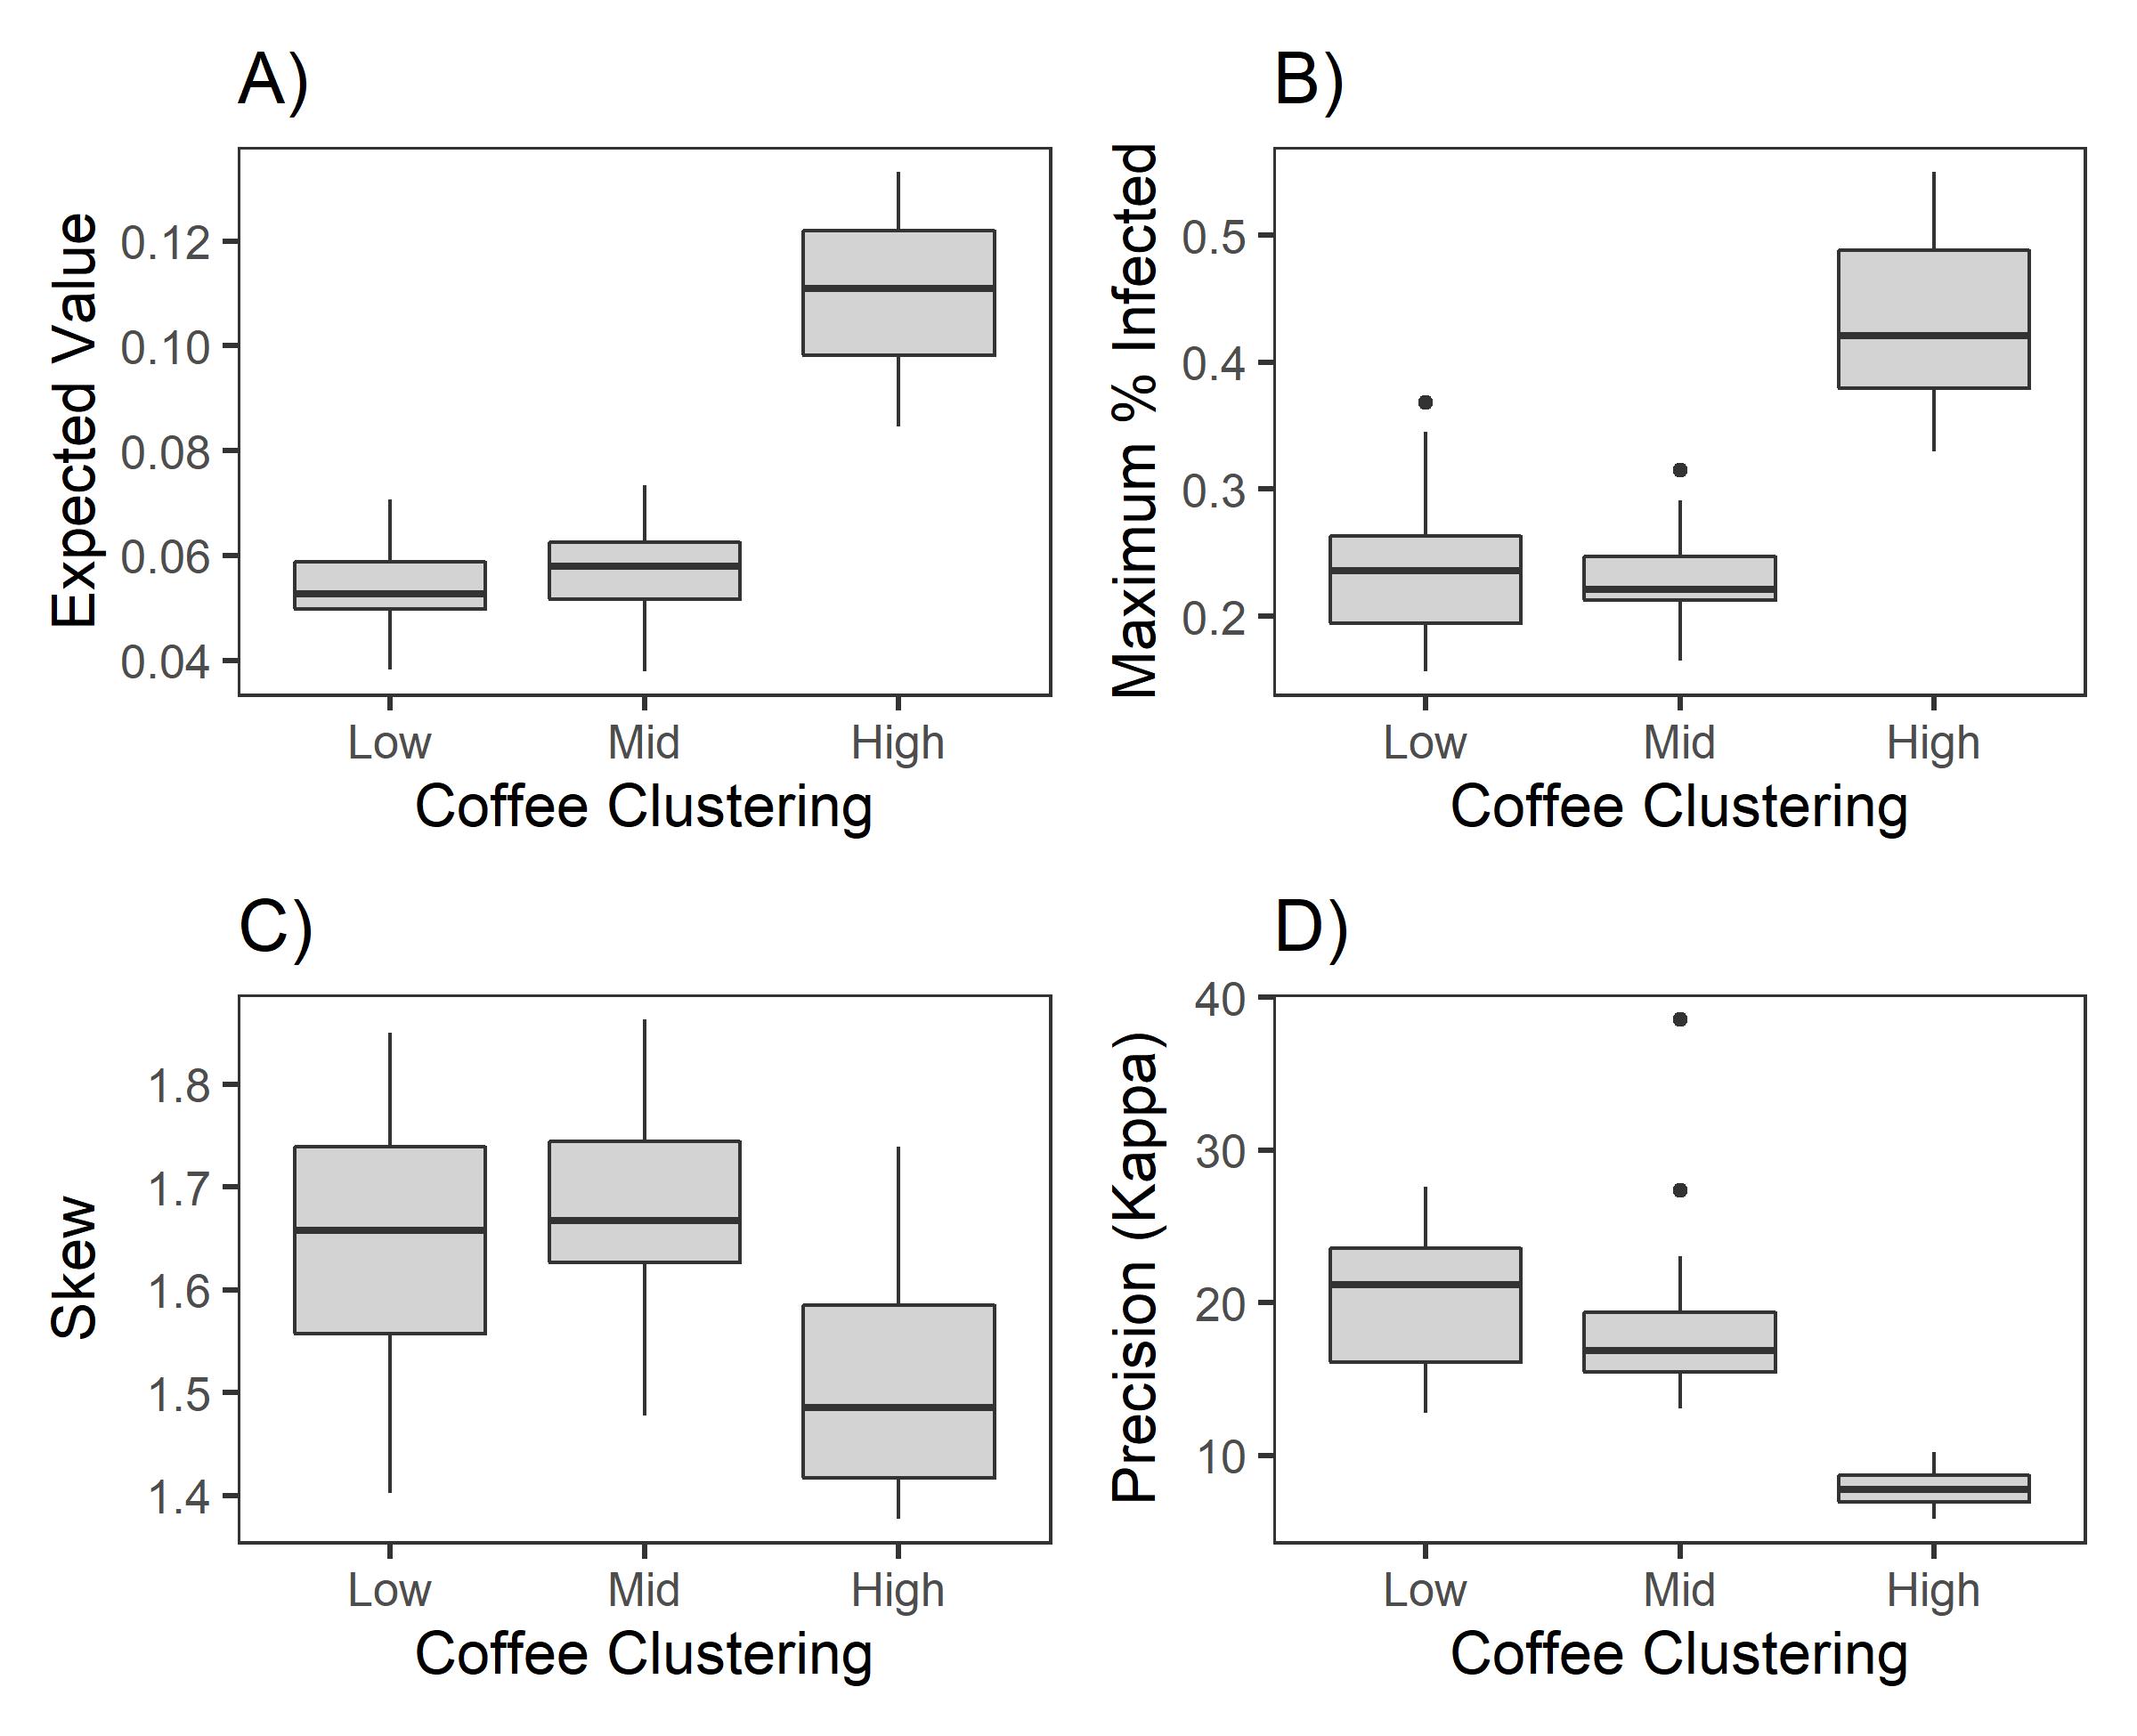 A)
Expected Value
0.12
0.10
0.08
0.06
0.04
Low Mid High
Coffee Clustering
B)
Maximum % Infected
0.5
0.4
0.3
0.2
Low Mid High
Coffee Clustering
C)
Skew
1.8
1.7
1.6
1.5
1.4
Low Mid High
Coffee Clustering
D)
Precision (Kappa)
40
30
20
10
Low Mid High
Coffee Clustering